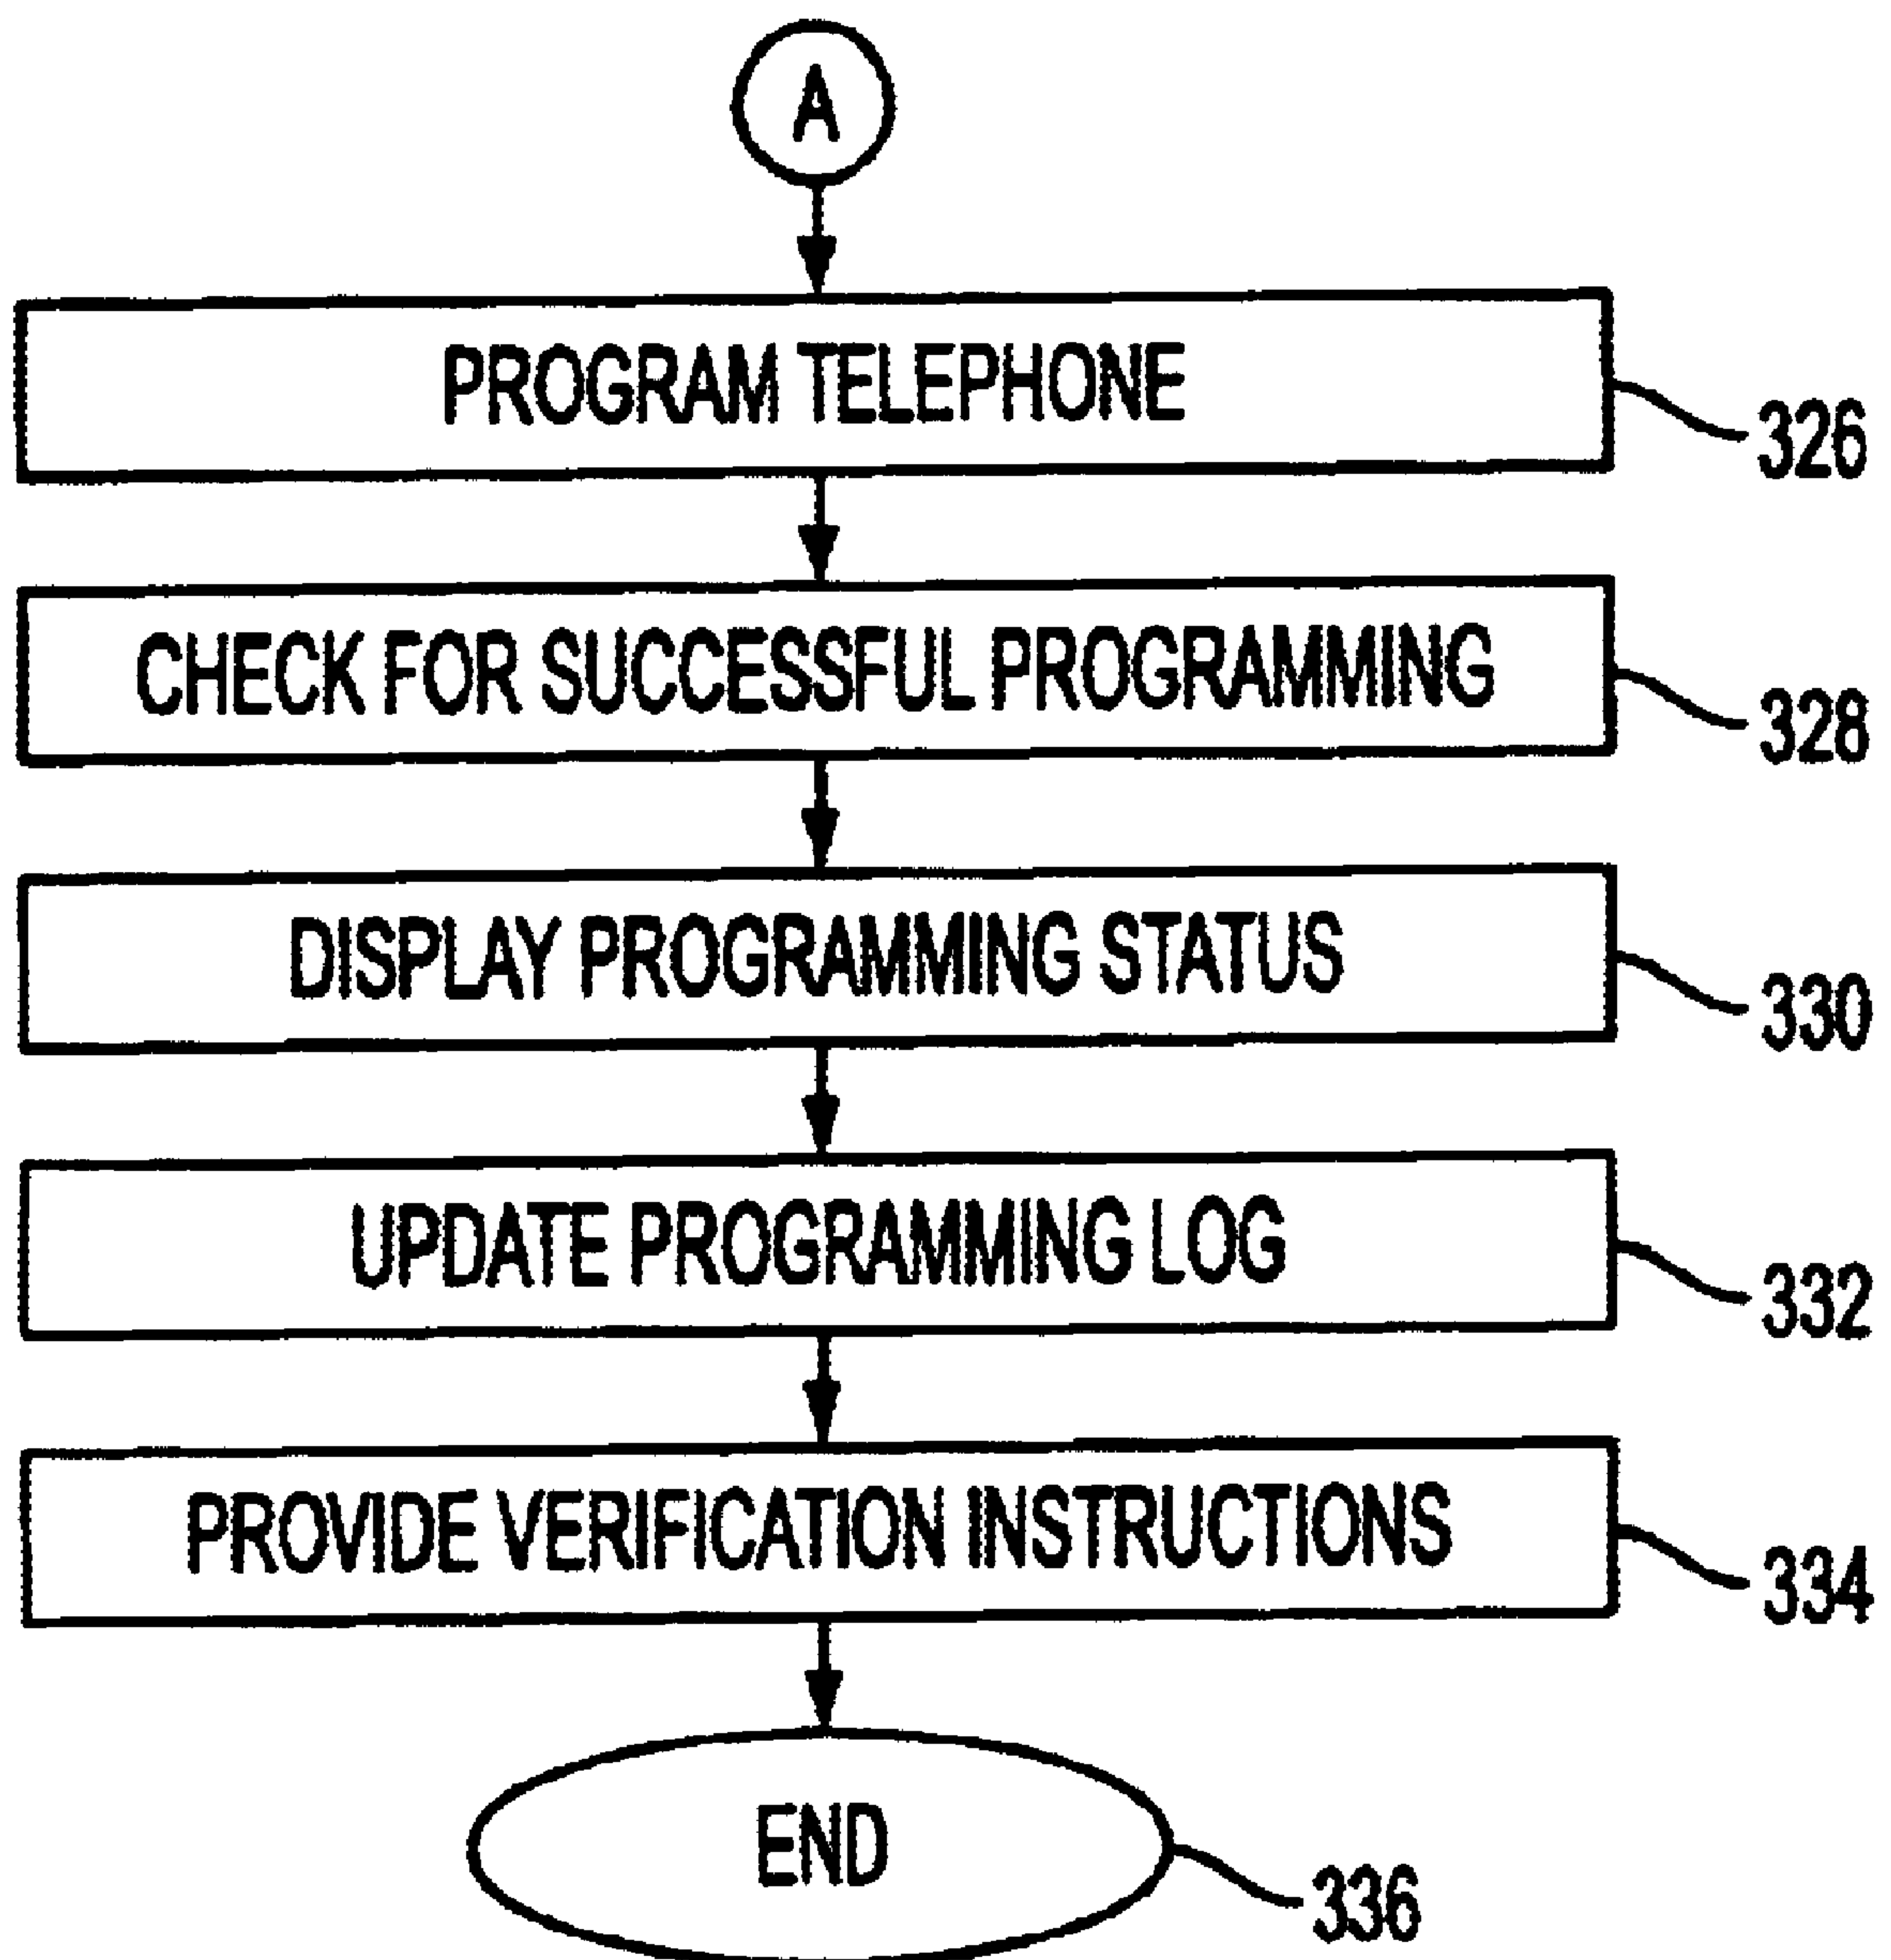 A
PROGRAM TELEPHONE
326
CHECK FOR SUCCESSFUL PROGRAMMING
328
DISPLAY PROGRAMMING STATUS
330
UPDATE PROGRAMMING LOG
332
PROVIDE VERIFICATION INSTRUCTIONS
334
END
336